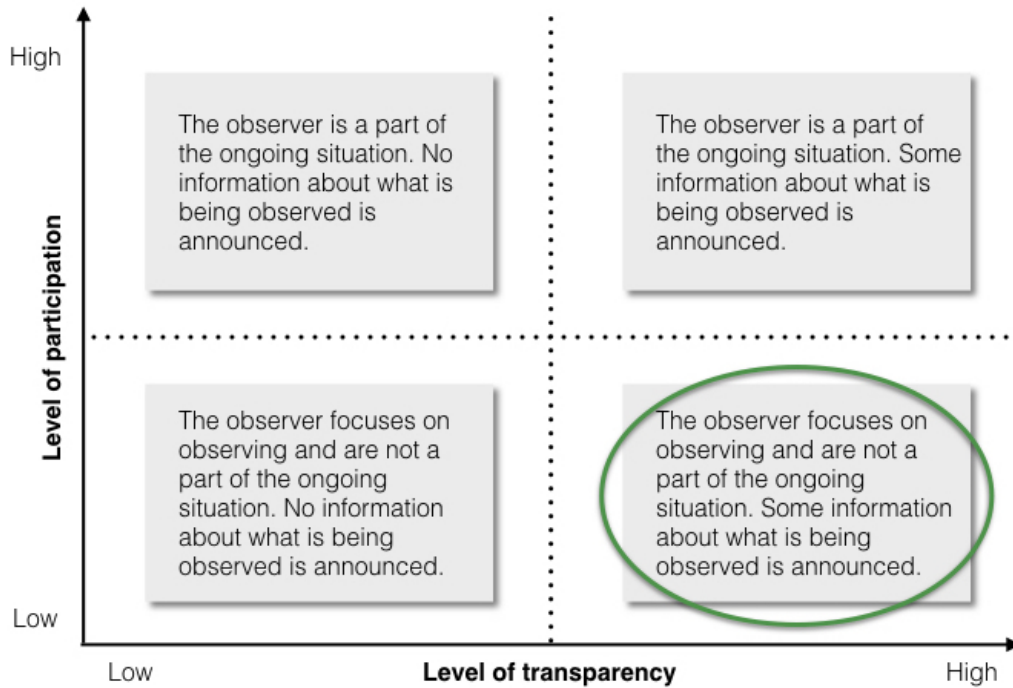 High
The observer is a part of
the ongoing situation. No
information about what is
being observed is
announced.
The observer is a part of
the ongoing situation. Some
information about what is
being observed is
announced.
Level of participation
The observer focuses on
observing and are not a
part of the ongoing
situation. No information
about what is being
observed is announced.
The observer focuses on
observing and are not a
part of the ongoing
situation. Some information
about what is being
observed is announced.
Low
Low
Level of transparency
High